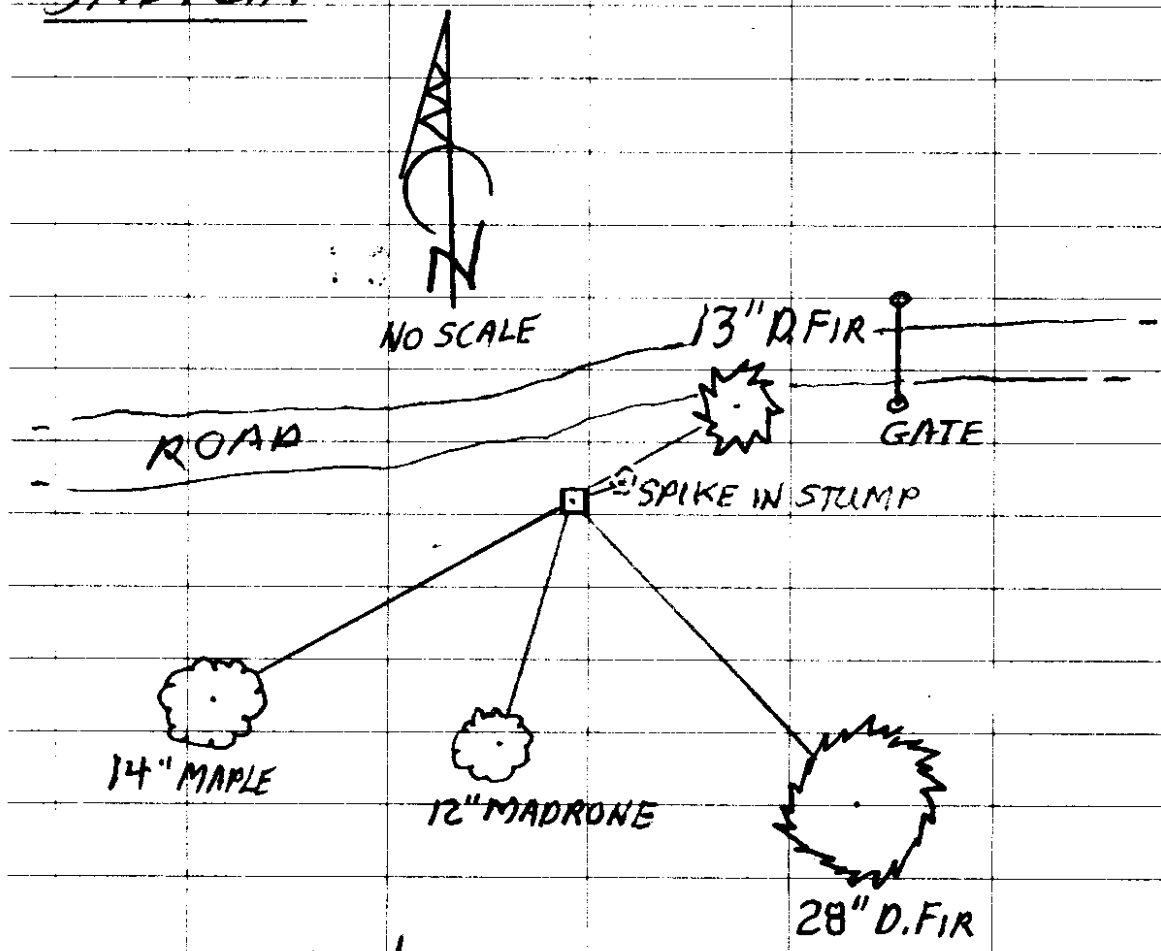 N
NO SCALE
13" D.FIR
ROAD
GATE
SPIKE IN STUMP
14" MAPLE
12" MADRONE
28" D.FIR